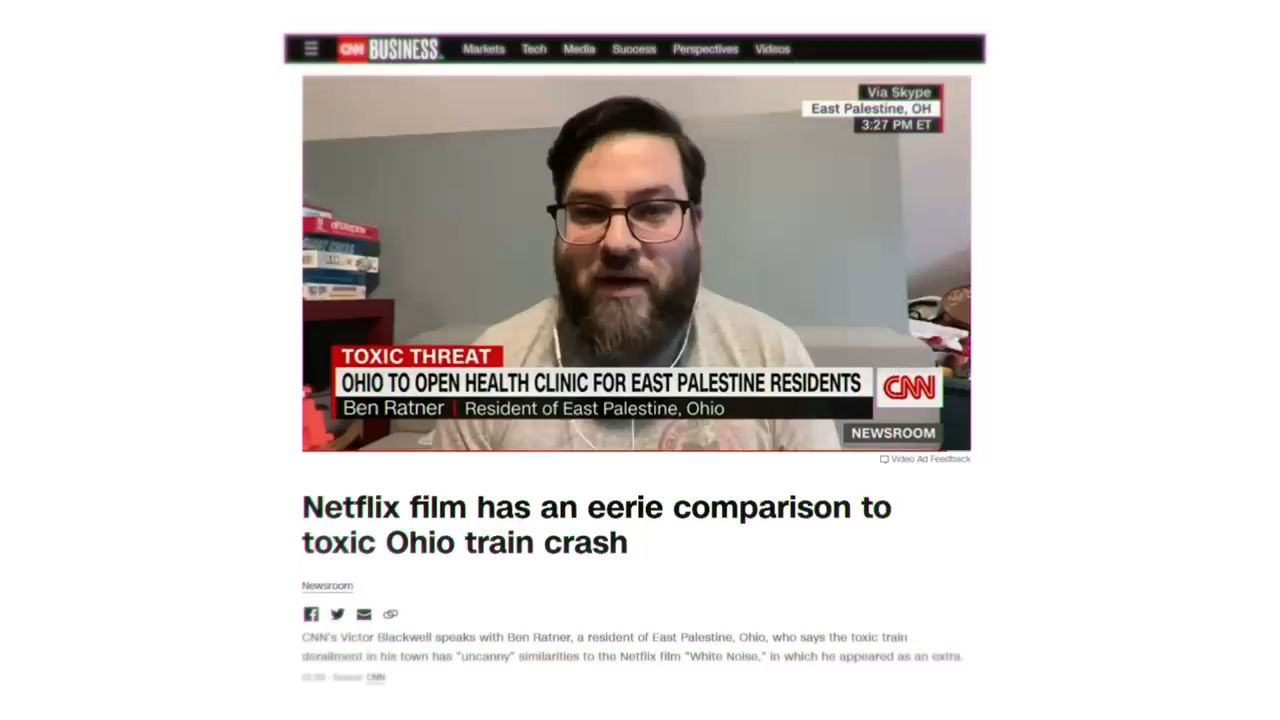 CNN BUSINESS Markets Tech Media Success Perspectives Videos
Via Skype
East Palestine, OH
3:27 PM ET
TOXIC THREAT
OHIO TO OPEN HEALTH CLINIC FOR EAST PALESTINE RESIDENTS
Ben Ratner | Resident of East Palestine, Ohio
CNN
NEWSROOM
Video Ad Feedback
Netflix film has an eerie comparison to
toxic Ohio train crash
Newsroom
CNN's Victor Blackwell speaks with Ben Ratner, a resident of East Palestine, Ohio, who says the toxic train
derailment in his town has "uncanny" similarities to the Netflix film "White Noise," in which he appeared as an extra.
Source: CNN